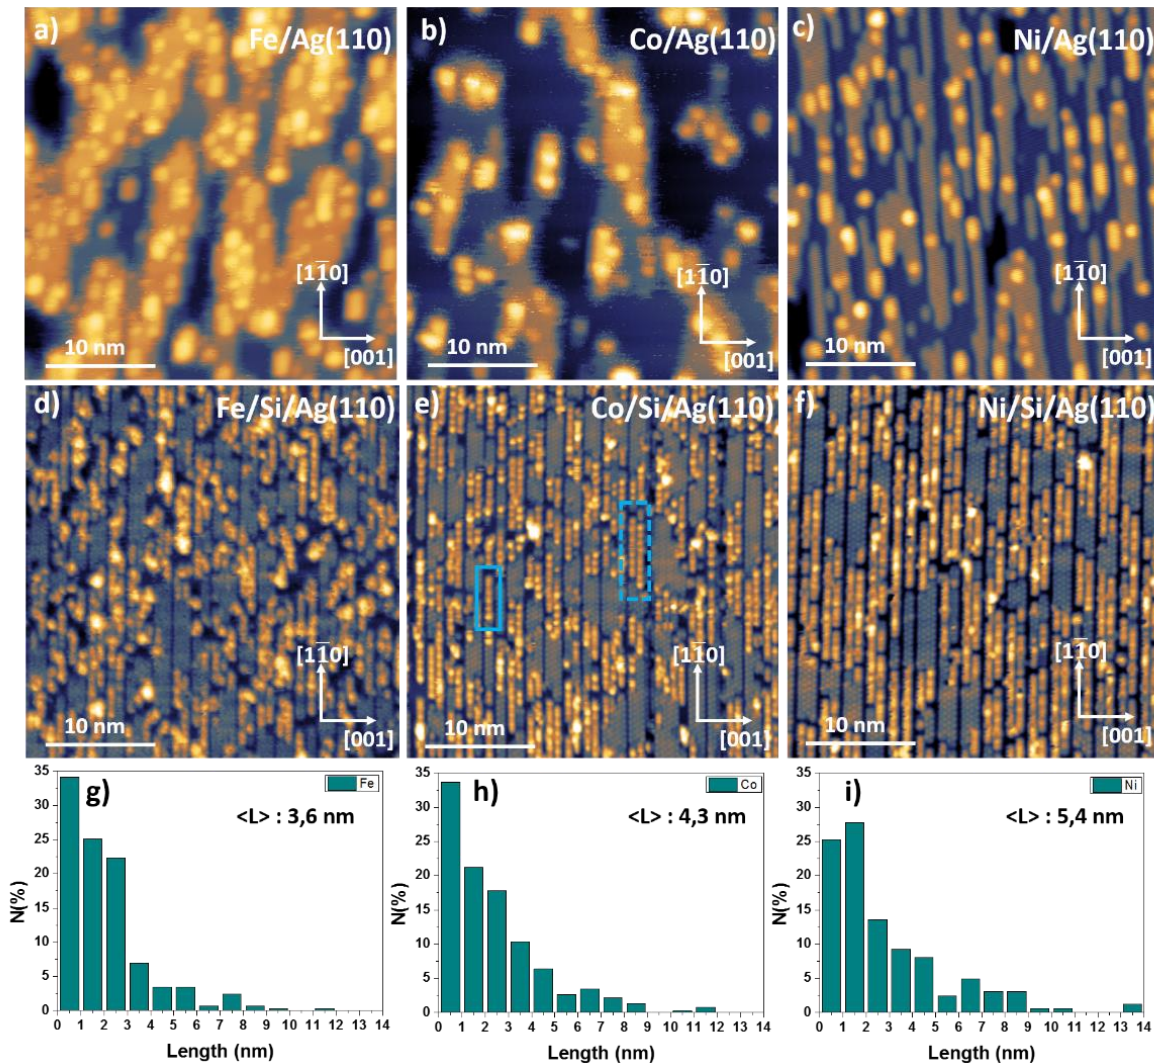 a) Fe/Ag(110)
[11̅0]
[001]
10 nm
b) Co/Ag(110)
[11̅0]
[001]
10 nm
c) Ni/Ag(110)
[11̅0]
[001]
10 nm
d) Fe/Si/Ag(110)
[11̅0]
[001]
10 nm
e) Co/Si/Ag(110)
[11̅0]
[001]
10 nm
f) Ni/Si/Ag(110)
[11̅0]
[001]
10 nm
g)
Fe
<L> : 3,6 nm
N(%)
35
30
25
20
15
10
5
0
0 1 2 3 4 5 6 7 8 9 10 11 12 13 14
Length (nm)
h)
Co
<L> : 4,3 nm
N(%)
35
30
25
20
15
10
5
0
0 1 2 3 4 5 6 7 8 9 10 11 12 13 14
Length (nm)
i)
Ni
<L> : 5,4 nm
N(%)
35
30
25
20
15
10
5
0
0 1 2 3 4 5 6 7 8 9 10 11 12 13 14
Length (nm)